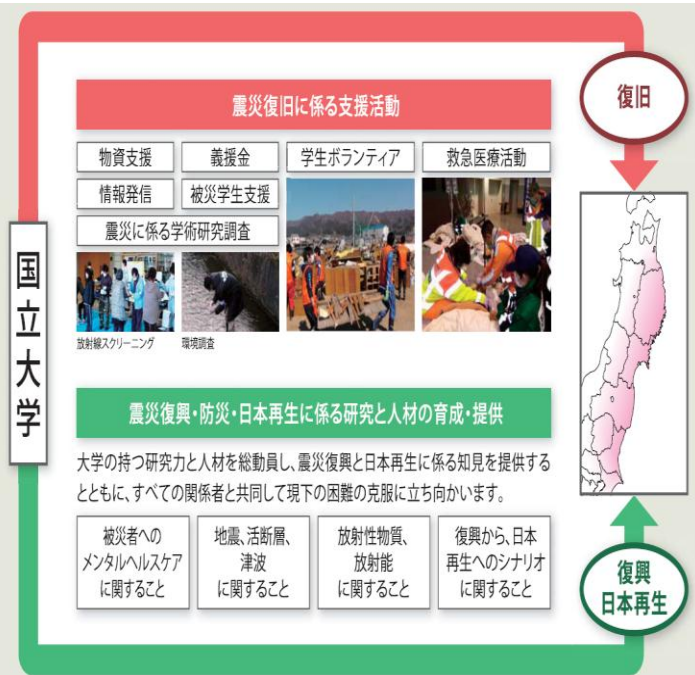 国立大学
震災復旧に係る支援活動
物資支援
義援金
学生ボランティア
救急医療活動
情報発信
被災学生支援
震災に係る学術研究調査
放射線スクリーニング
環境調査
復旧
震災復興・防災・日本再生に係る研究と人材の育成・提供
大学の持つ研究力と人材を総動員し、震災復興と日本再生に係る知見を提供する
とともに、すべての関係者と共同して現下の困難の克服に立ち向かいます。
被災者への
メンタルヘルスケア
に関すること
地震、活断層、
津波
に関すること
放射性物質、
放射能
に関すること
復興から、日本
再生へのシナリオ
に関すること
復興
日本再生